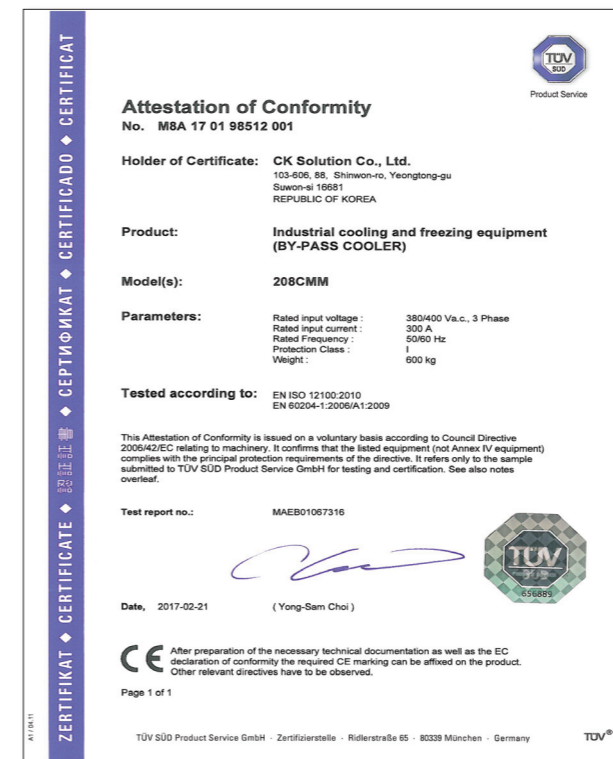 ZERTIFIKAT ◆ CERTIFICATE ◆ 認証証書 ◆ СЕРТИФИКАТ ◆ CERTIFICADO ◆ CERTIFICAT
TÜV
SÜD
Product Service
Attestation of Conformity
No. M8A 17 01 98512 001
Holder of Certificate: CK Solution Co., Ltd.
103-606, 88, Shinwon-ro, Yeongtong-gu
Suwon-si 16681
REPUBLIC OF KOREA
Product: Industrial cooling and freezing equipment
(BY-PASS COOLER)
Model(s): 208CMM
Parameters: Rated input voltage : 380/400 Va.c., 3 Phase
Rated input current : 300 A
Rated Frequency : 50/60 Hz
Protection Class : I
Weight : 600 kg
Tested according to: EN ISO 12100:2010
EN 60204-1:2006/A1:2009
This Attestation of Conformity is issued on a voluntary basis according to Council Directive
2006/42/EC relating to machinery. It confirms that the listed equipment (not Annex IV equipment)
complies with the principal protection requirements of the directive. It refers only to the sample
submitted to TÜV SÜD Product Service GmbH for testing and certification. See also notes
overleaf.
Test report no.: MAEB01067316
TÜV
SÜD
656889
Date, 2017-02-21 ( Yong-Sam Choi )
CE After preparation of the necessary technical documentation as well as the EC
declaration of conformity the required CE marking can be affixed on the product.
Other relevant directives have to be observed.
Page 1 of 1
A1 / 04.11
TÜV SÜD Product Service GmbH · Zertifizierstelle · Ridlerstraße 65 · 80339 München · Germany TÜV®